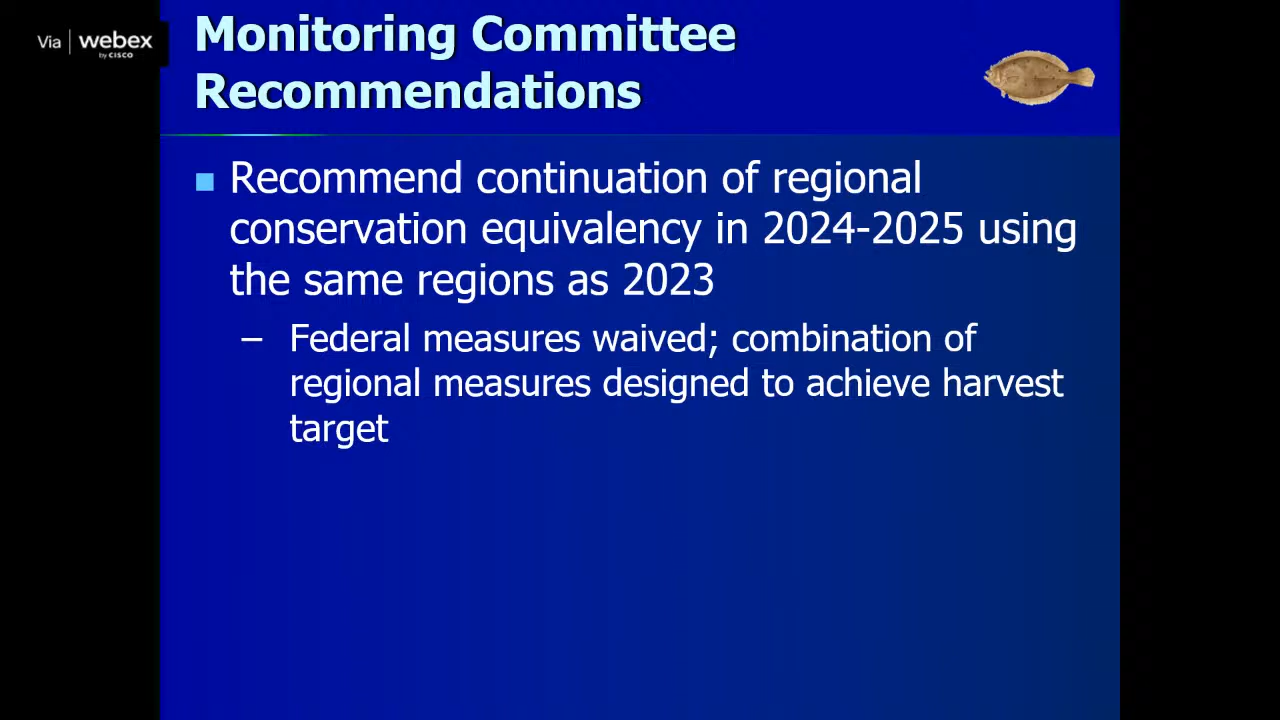 Via | webex
by CISCO
Monitoring Committee
Recommendations
Recommend continuation of regional
conservation equivalency in 2024-2025 using
the same regions as 2023
– Federal measures waived; combination of
regional measures designed to achieve harvest
target